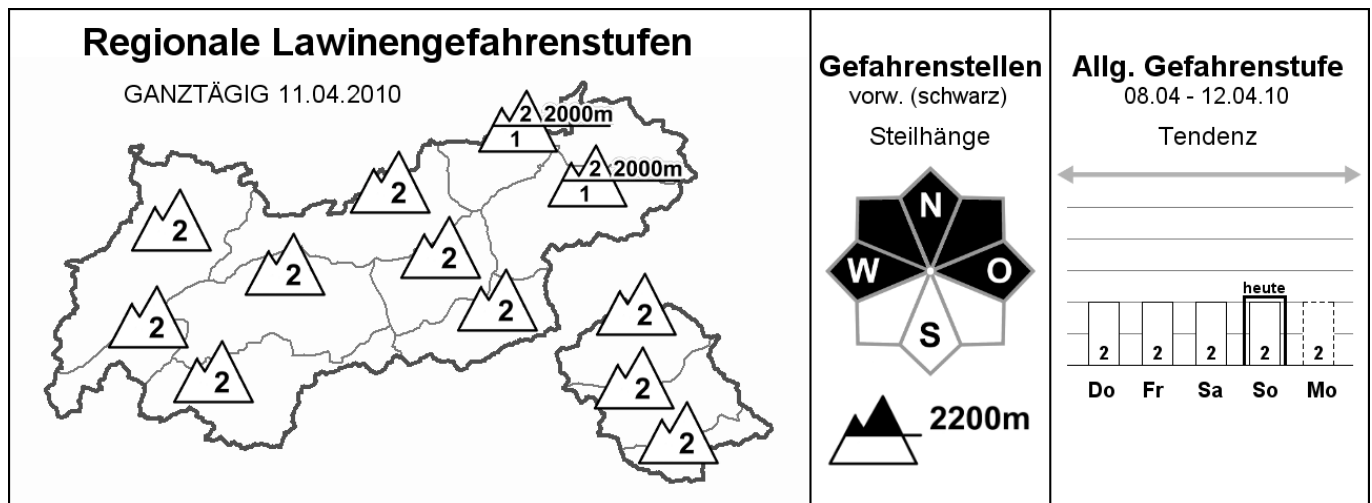 Regionale Lawinengefahrenstufen
GANZTÄGIG 11.04.2010
2 2000m
1
2 2000m
1
2
2
2
2
2
2
2
2
2
2
2
Gefahrenstellen
vorw. (schwarz)
Steilhänge
N
W O
S
2200m
Allg. Gefahrenstufe
08.04 - 12.04.10
Tendenz
heute
2 2 2 2 2
Do Fr Sa So Mo